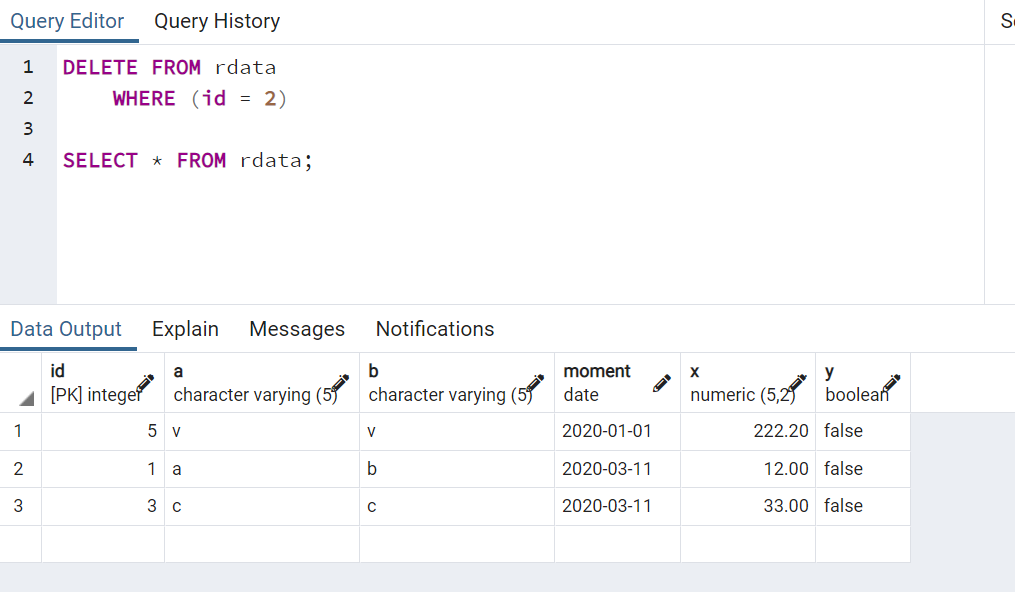 Query Editor Query History
1 DELETE FROM rdata
2 WHERE (id = 2)
3
4 SELECT * FROM rdata;
Data Output Explain Messages Notifications
id a b moment x y
[PK] integer character varying (5) character varying (5) date numeric (5,2) boolean
1 5 v v 2020-01-01 222.20 false
2 1 a b 2020-03-11 12.00 false
3 3 c c 2020-03-11 33.00 false